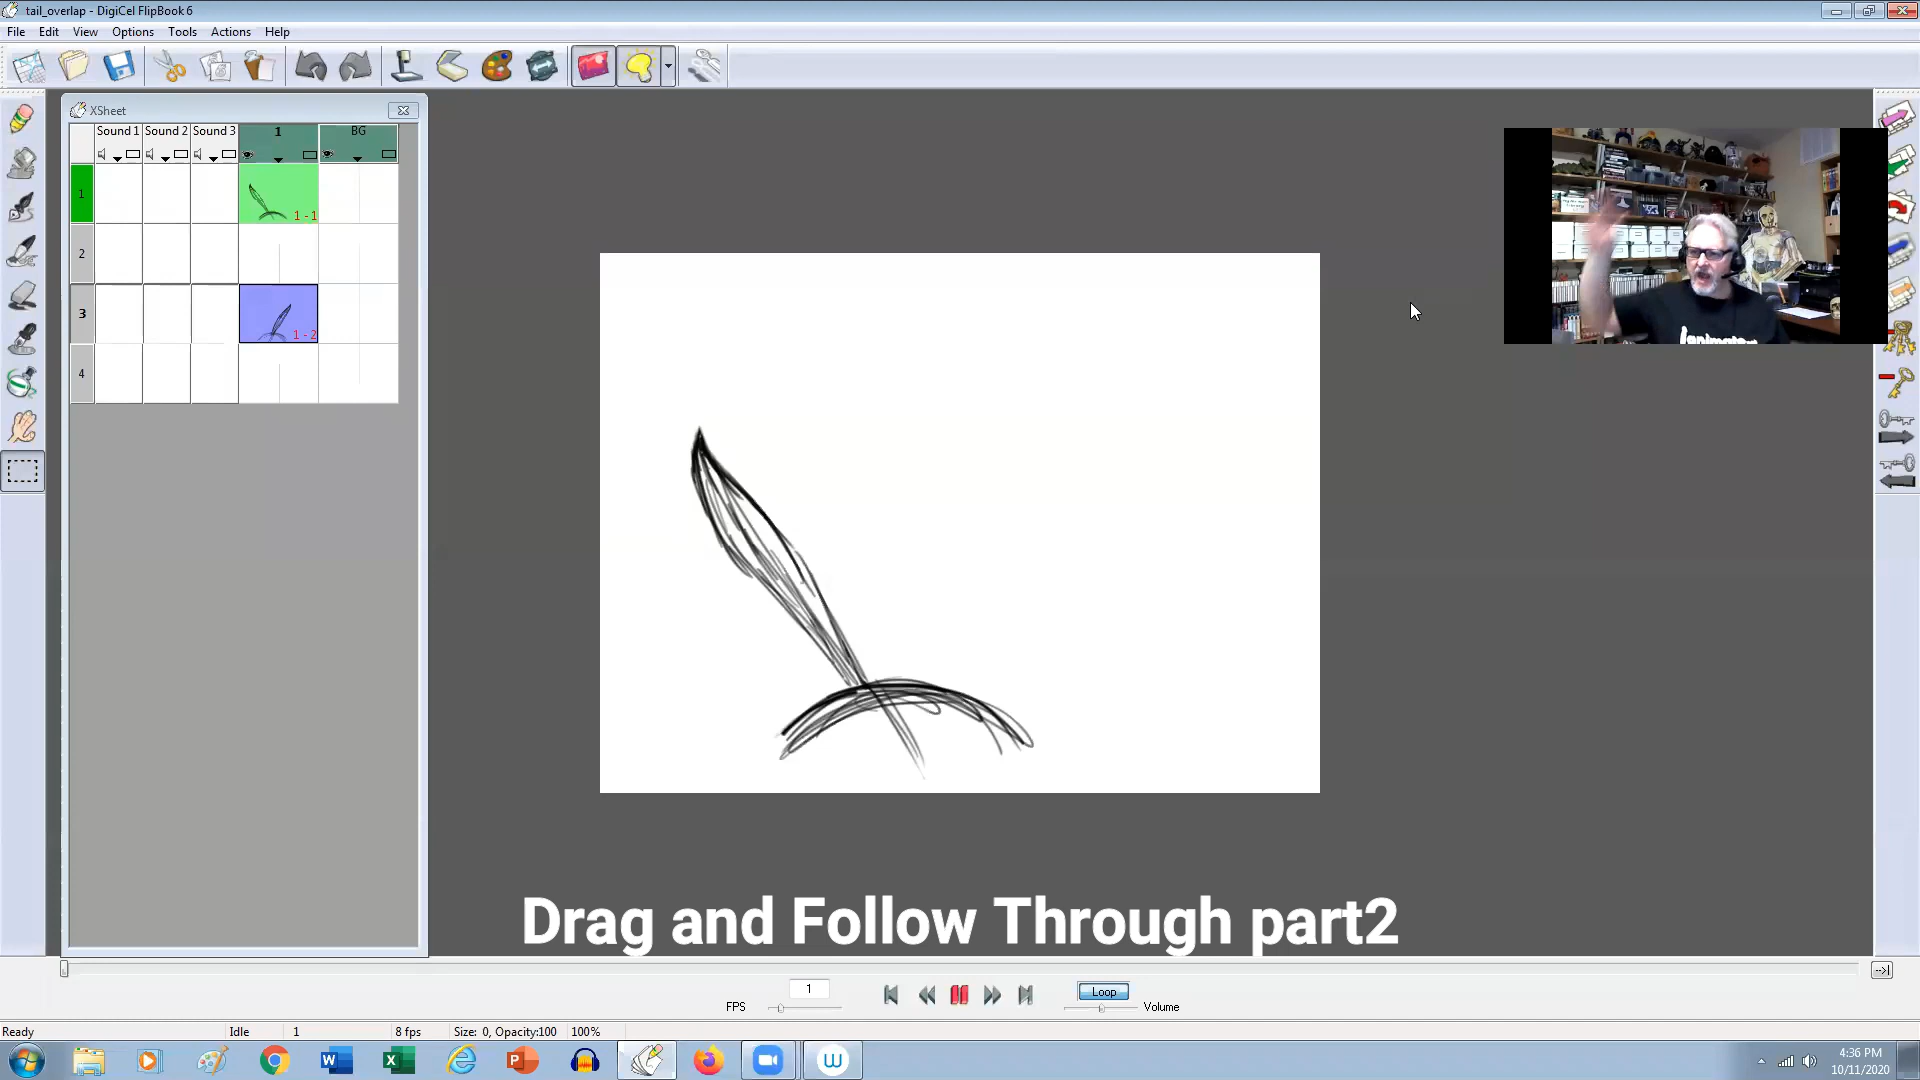 tail_overlap - DigiCel FlipBook 6
File Edit View Options Tools Actions Help
XSheet
Sound 1 Sound 2 Sound 3 1 BG
1
1 - 1
2
3
1 - 2
4
Drag and Follow Through part2
FPS 1 Loop Volume
Ready Idle 1 8 fps Size: 0, Opacity:100 100%
4:36 PM
10/11/2020